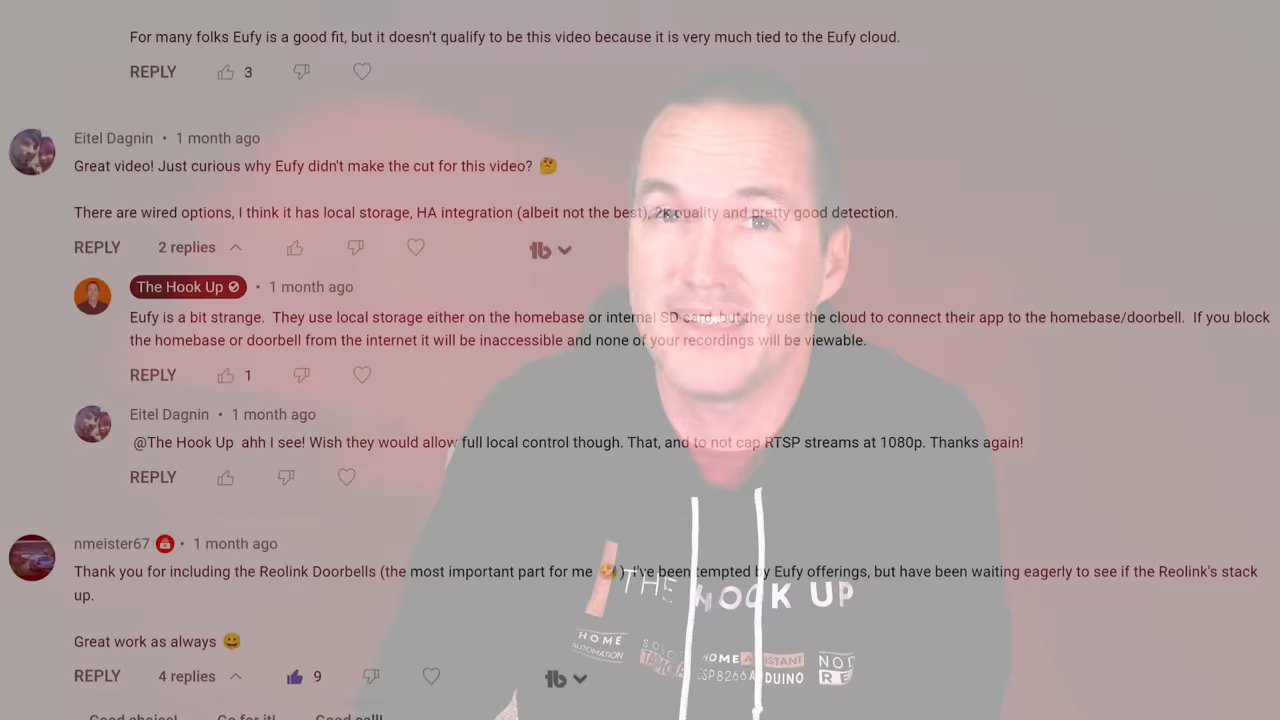 For many folks Eufy is a good fit, but it doesn't qualify to be this video because it is very much tied to the Eufy cloud.
REPLY 3
Eitel Dagnin • 1 month ago
Great video! Just curious why Eufy didn't make the cut for this video? 🤔
There are wired options, I think it has local storage, HA integration (albeit not the best), 2k quality and pretty good detection.
REPLY 2 replies
The Hook Up • 1 month ago
Eufy is a bit strange. They use local storage either on the homebase or internal SD card, but they use the cloud to connect their app to the homebase/doorbell. If you block
the homebase or doorbell from the internet it will be inaccessible and none of your recordings will be viewable.
REPLY 1
Eitel Dagnin • 1 month ago
@The Hook Up ahh I see! Wish they would allow full local control though. That, and to not cap RTSP streams at 1080p. Thanks again!
REPLY
nmeister67 • 1 month ago
Thank you for including the Reolink Doorbells (the most important part for me ) I've been tempted by Eufy offerings, but have been waiting eagerly to see if the Reolink's stack
up.
THE HOOK UP
Great work as always 😀
HOME
AUTOMATION
REPLY 4 replies 9
Good choice! Go for it! Good call!